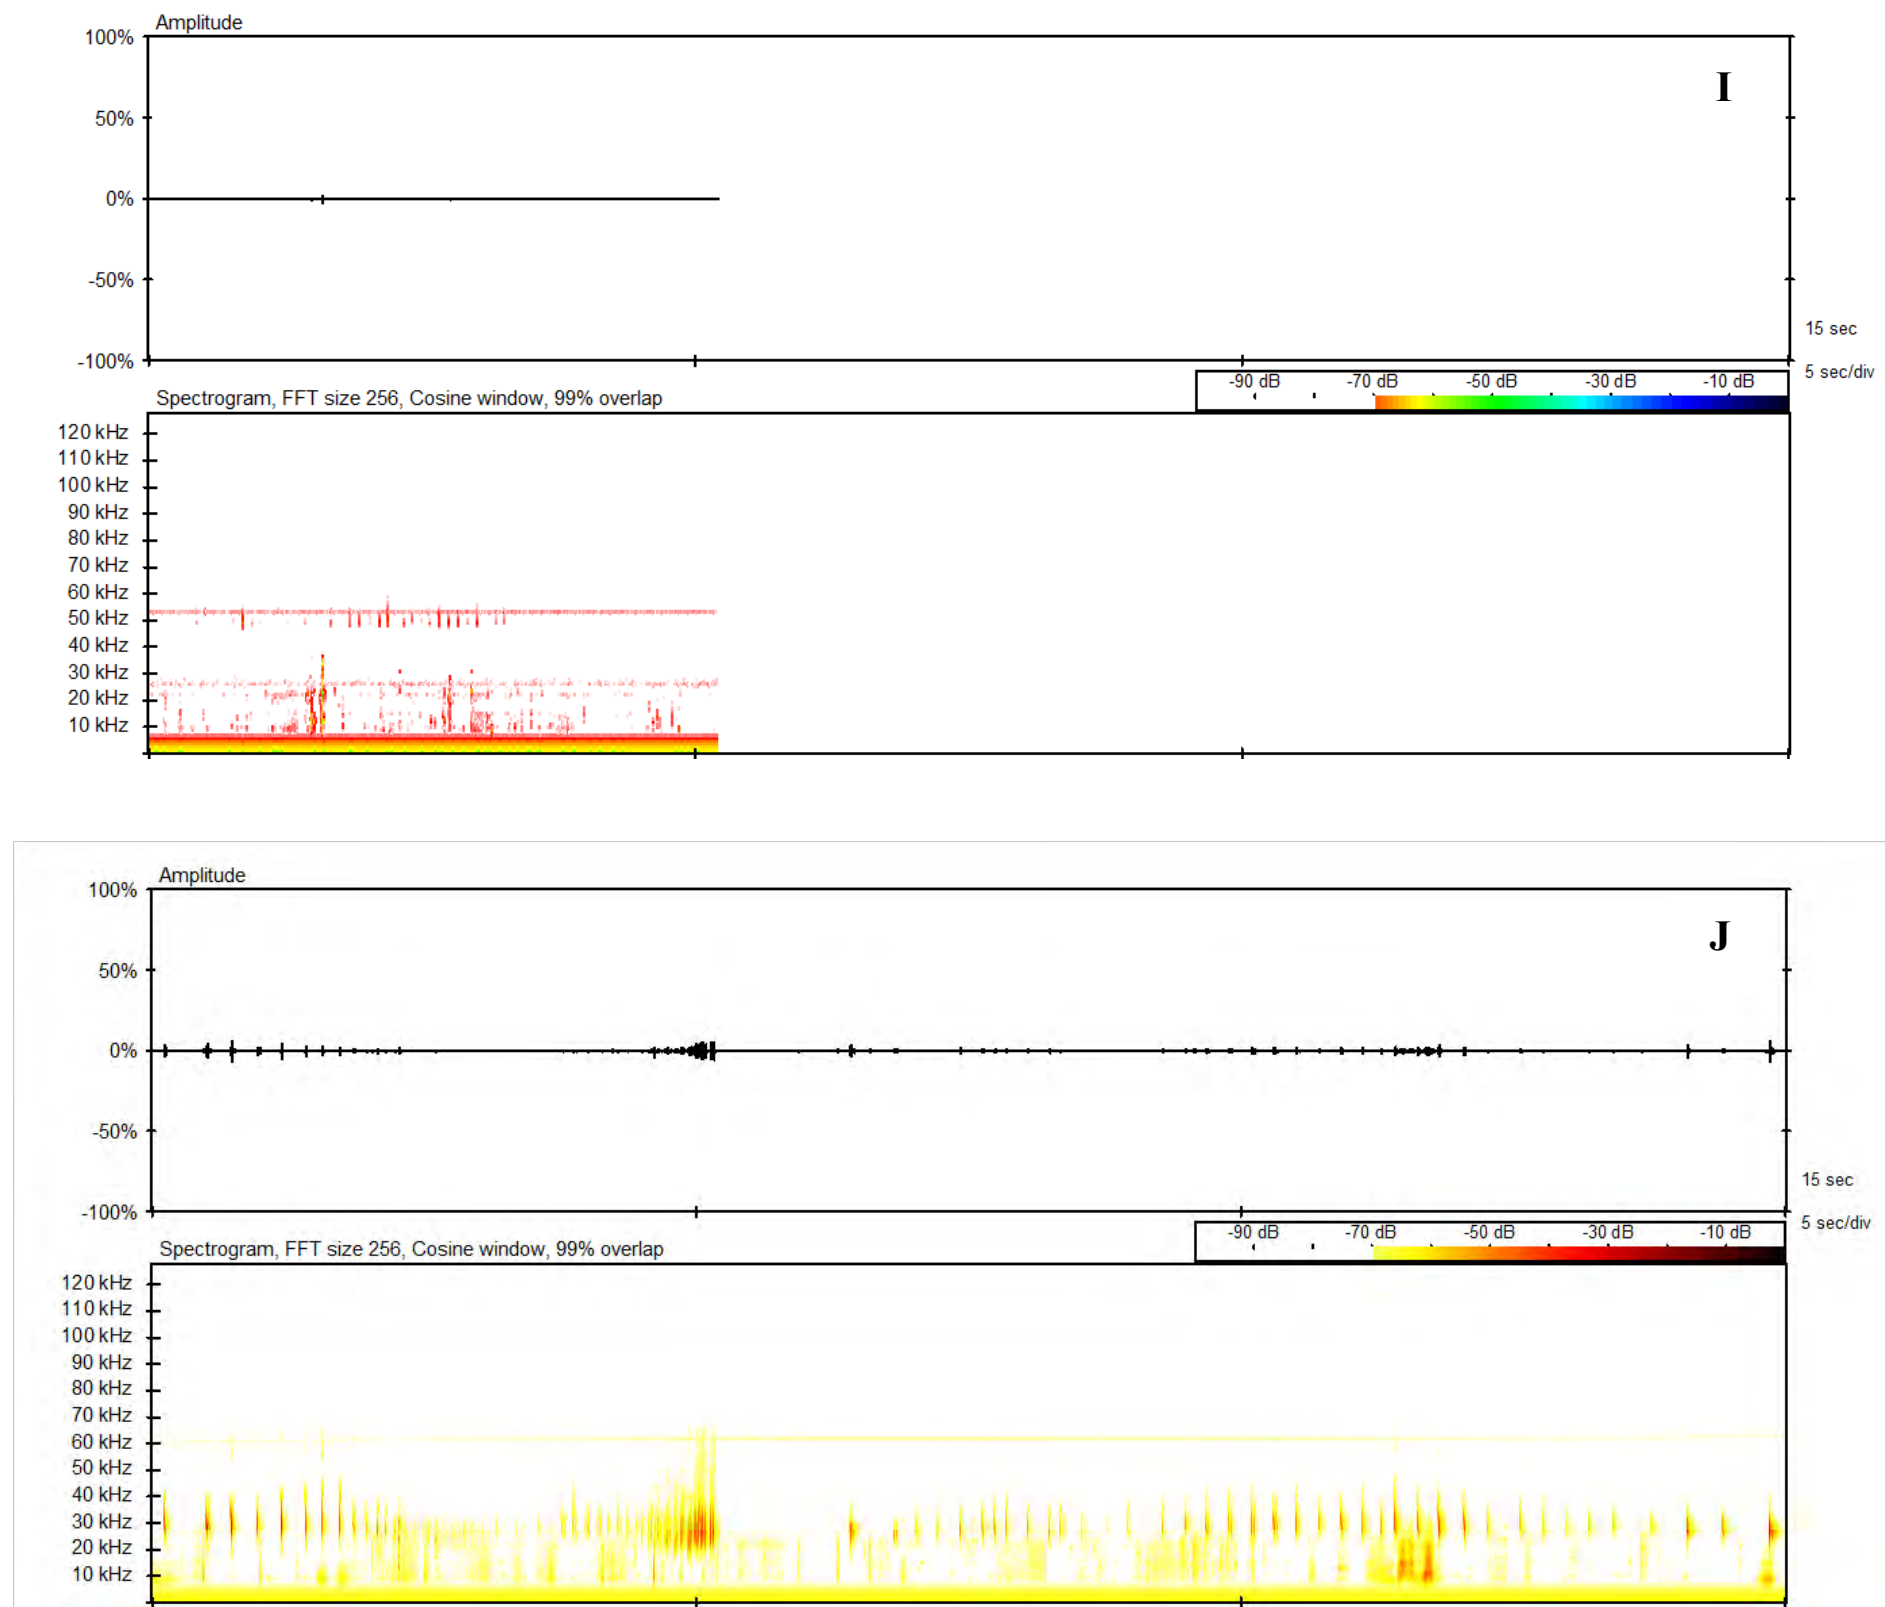 Amplitude
100%
I
50%
0%
-50%
15 sec
-100%
5 sec/div
-90 dB -70 dB -50 dB -30 dB -10 dB
Spectrogram, FFT size 256, Cosine window, 99% overlap
120 kHz
110 kHz
100 kHz
90 kHz
80 kHz
70 kHz
60 kHz
50 kHz
40 kHz
30 kHz
20 kHz
10 kHz
Amplitude
100%
J
50%
0%
-50%
15 sec
-100%
5 sec/div
-90 dB -70 dB -50 dB -30 dB -10 dB
Spectrogram, FFT size 256, Cosine window, 99% overlap
120 kHz
110 kHz
100 kHz
90 kHz
80 kHz
70 kHz
60 kHz
50 kHz
40 kHz
30 kHz
20 kHz
10 kHz